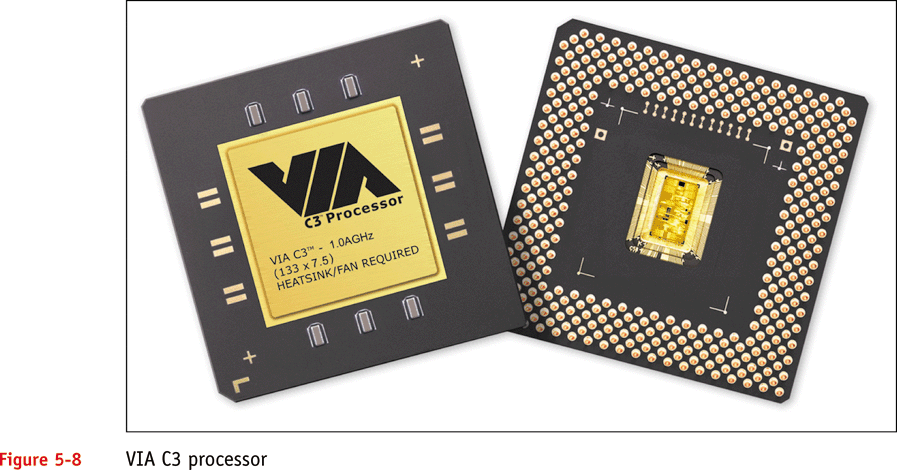 VIA
C3 Processor
VIA C3™ - 1.0AGHz
(133 x 7.5)
HEATSINK/FAN REQUIRED
Figure 5-8 VIA C3 processor